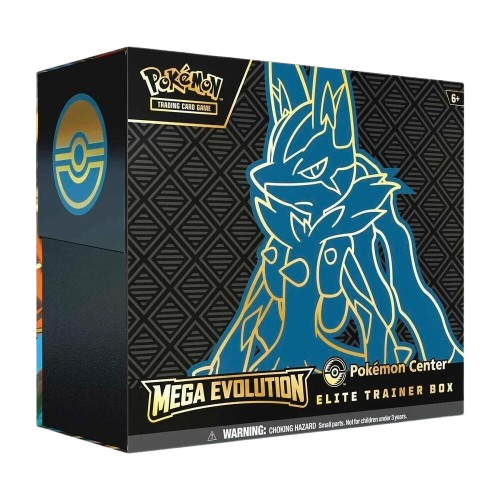 Pokémon
TRADING CARD GAME
6+
Pokémon Center
MEGA EVOLUTION
ELITE TRAINER BOX
WARNING: CHOKING HAZARD Small parts. Not for children under 3 years.